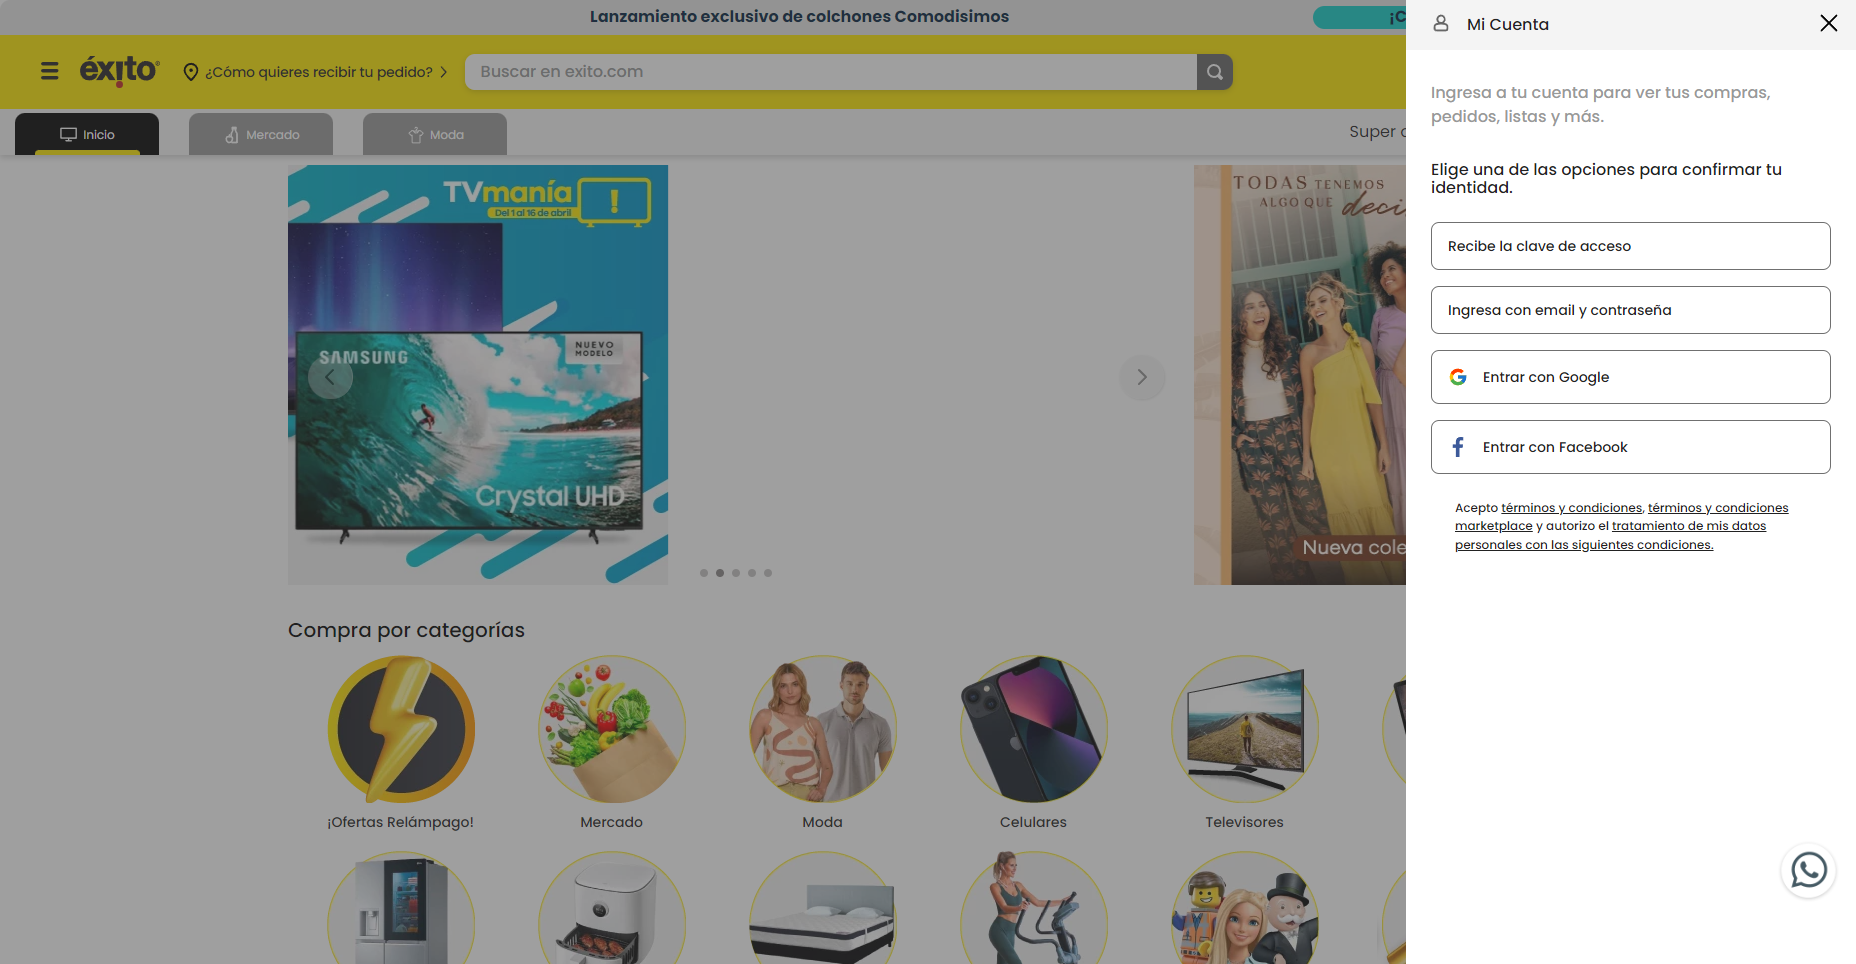 Lanzamiento exclusivo de colchones Comodisimos
¡C
éxito
¿Cómo quieres recibir tu pedido?
Buscar en exito.com
Inicio
Mercado
Moda
Super
TVmanía
Del 1 al 16 de abril
!
SAMSUNG
NUEVO
MODELO
Crystal UHD
TODAS TENEMOS
ALGO QUE deci
Nueva cole
Compra por categorías
¡Ofertas Relámpago!
Mercado
Moda
Celulares
Televisores
Mi Cuenta
Ingresa a tu cuenta para ver tus compras,
pedidos, listas y más.
Elige una de las opciones para confirmar tu
identidad.
Recibe la clave de acceso
Ingresa con email y contraseña
Entrar con Google
Entrar con Facebook
Acepto términos y condiciones, términos y condiciones
marketplace y autorizo el tratamiento de mis datos
personales con las siguientes condiciones.